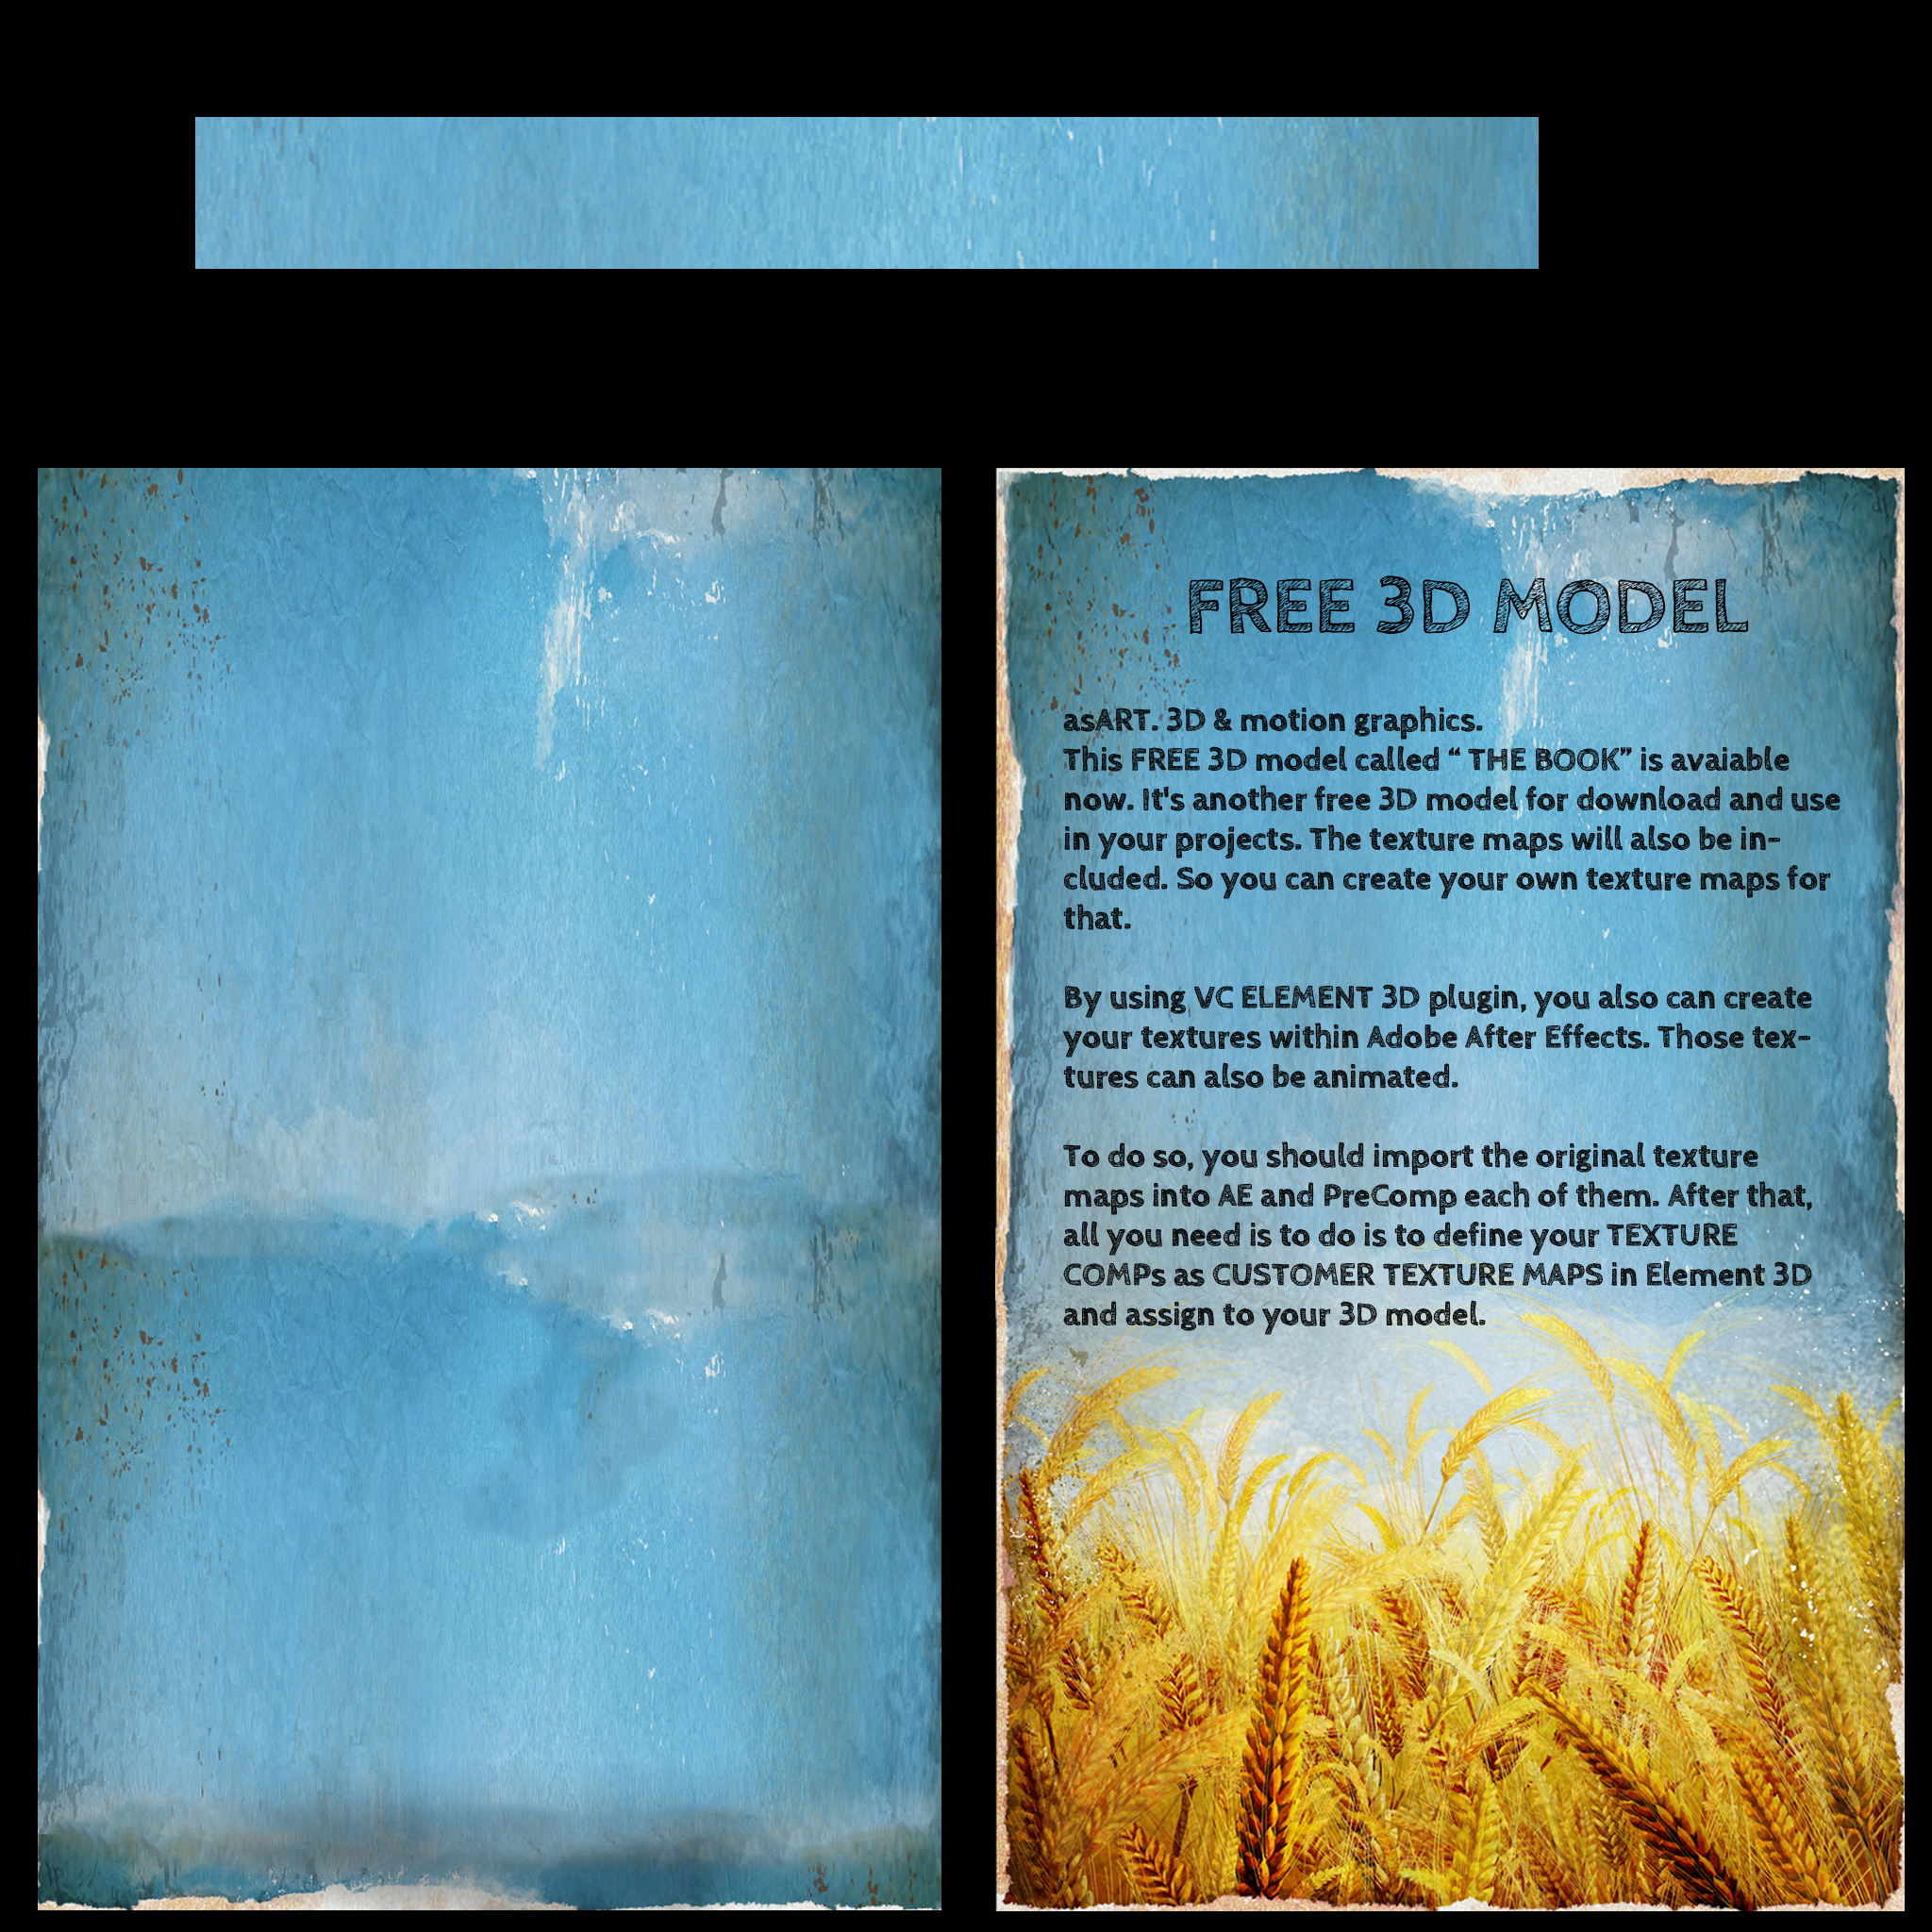 FREE 3D MODEL
asART. 3D & motion graphics.
This FREE 3D model called “ THE BOOK” is avaiable
now. It's another free 3D model for download and use
in your projects. The texture maps will also be in-
cluded. So you can create your own texture maps for
that.
By using VC ELEMENT 3D plugin, you also can create
your textures within Adobe After Effects. Those tex-
tures can also be animated.
To do so, you should import the original texture
maps into AE and PreComp each of them. After that,
all you need is to do is to define your TEXTURE
COMPs as CUSTOMER TEXTURE MAPS in Element 3D
and assign to your 3D model.